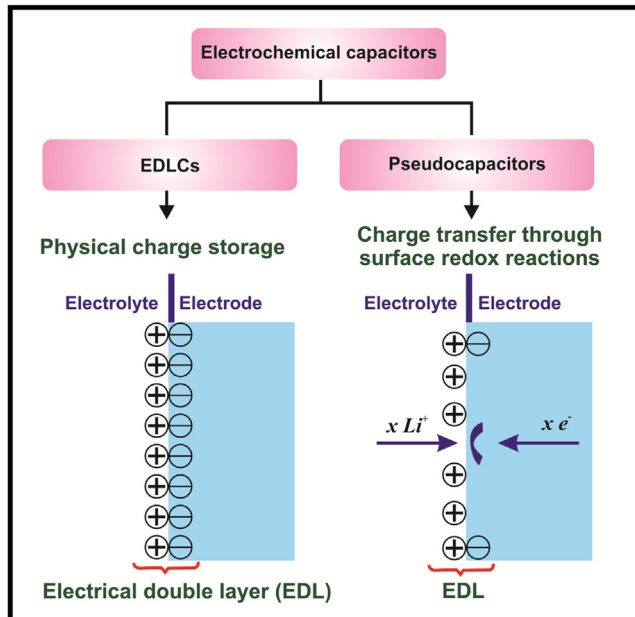 Electrochemical capacitors
EDLCs
Pseudocapacitors
Physical charge storage
Charge transfer through
surface redox reactions
Electrolyte Electrode
Electrolyte Electrode
x Li⁺
x e⁻
Electrical double layer (EDL)
EDL